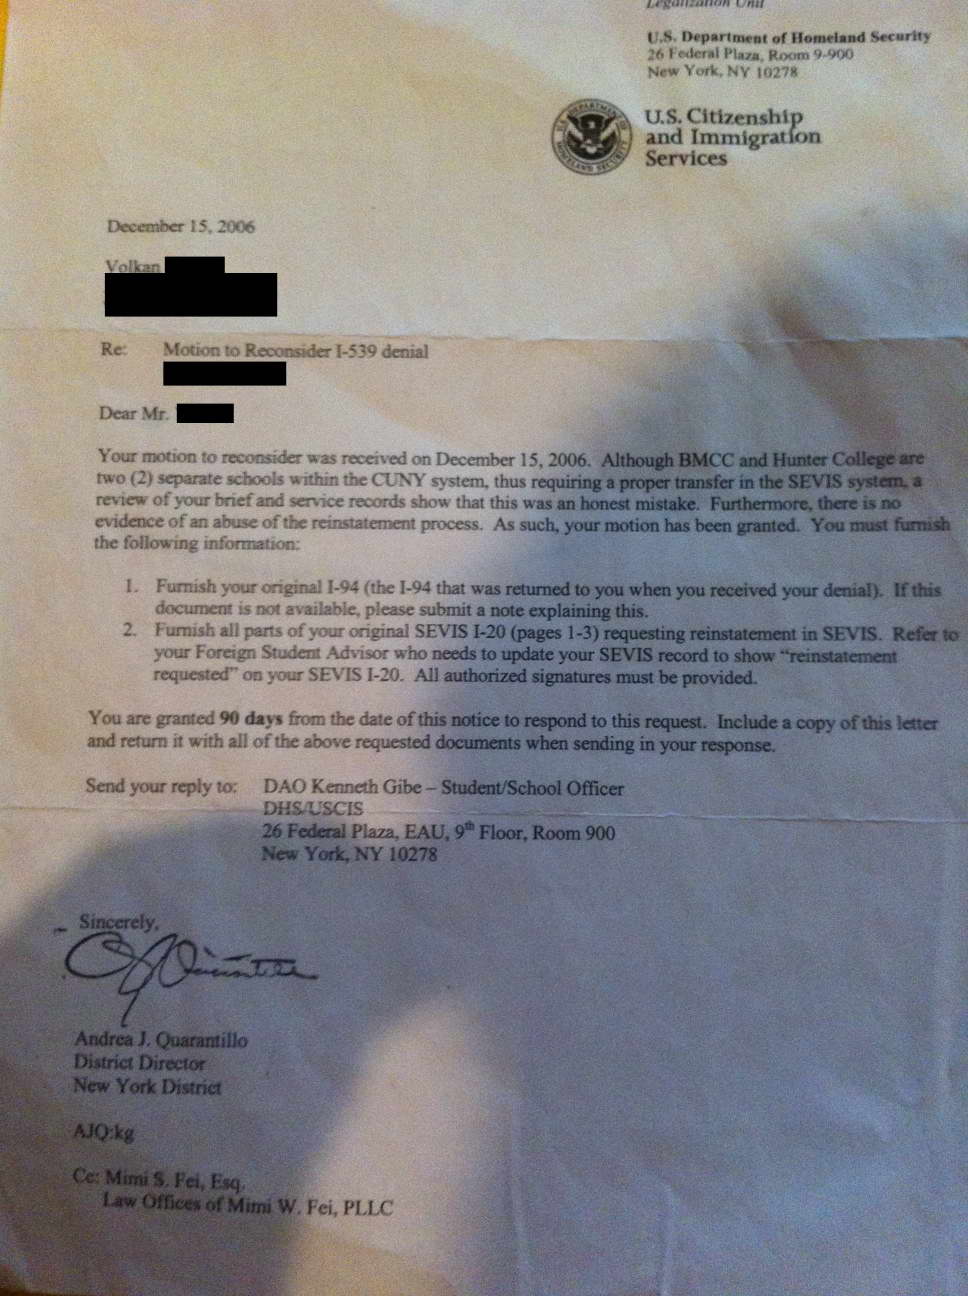 Legalization Unit
U.S. Department of Homeland Security
26 Federal Plaza, Room 9-900
New York, NY 10278
U.S. Citizenship
and Immigration
Services
December 15, 2006
Volkan
Re: Motion to Reconsider I-539 denial
Dear Mr.
Your motion to reconsider was received on December 15, 2006. Although BMCC and Hunter College are
two (2) separate schools within the CUNY system, thus requiring a proper transfer in the SEVIS system, a
review of your brief and service records show that this was an honest mistake. Furthermore, there is no
evidence of an abuse of the reinstatement process. As such, your motion has been granted. You must furnish
the following information:
1. Furnish your original I-94 (the I-94 that was returned to you when you received your denial). If this
document is not available, please submit a note explaining this.
2. Furnish all parts of your original SEVIS I-20 (pages 1-3) requesting reinstatement in SEVIS. Refer to
your Foreign Student Advisor who needs to update your SEVIS record to show “reinstatement
requested” on your SEVIS I-20. All authorized signatures must be provided.
You are granted 90 days from the date of this notice to respond to this request. Include a copy of this letter
and return it with all of the above requested documents when sending in your response.
Send your reply to: DAO Kenneth Gibe – Student/School Officer
DHS/USCIS
26 Federal Plaza, EAU, 9th Floor, Room 900
New York, NY 10278
Sincerely,
Andrea J. Quarantillo
District Director
New York District
AJQ:kg
Cc: Mimi S. Fei, Esq.
Law Offices of Mimi W. Fei, PLLC